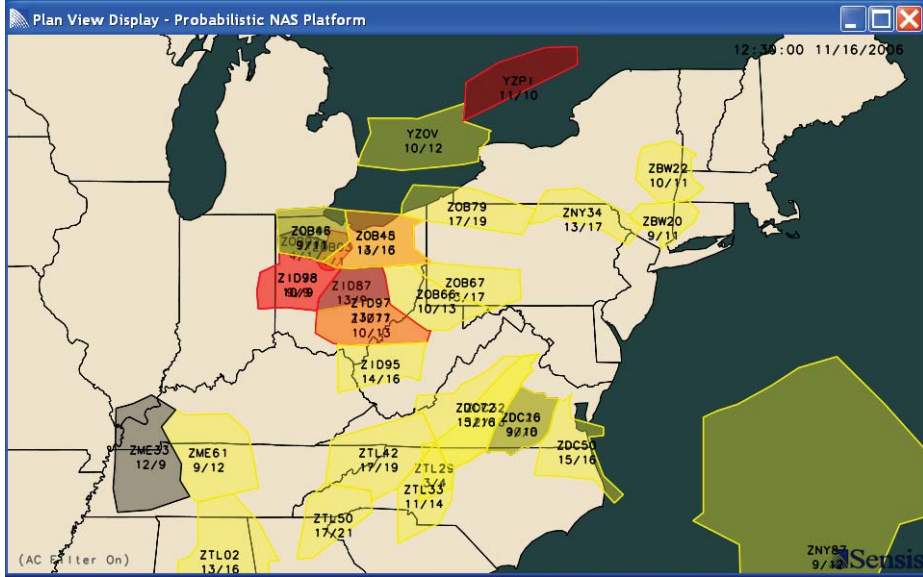 Plan View Display - Probabilistic NAS Platform
12:30:00 11/16/2006
YZPI
11/10
YZOV
10/12
ZBW22
10/11
ZOB79
17/19
ZNY34
13/17
ZBW20
9/11
ZOB46
ZOB48
13/16
ZID98
ZID87
ZOB67
ZOB66
10/13
ZID97
10/13
ZID95
14/16
ZDC72
ZDC50
15/16
ZME33
12/9
ZME61
9/12
ZTL42
17/19
ZTL33
11/14
ZTL50
17/21
ZTL02
13/16
(AC Filter On)
Sensis